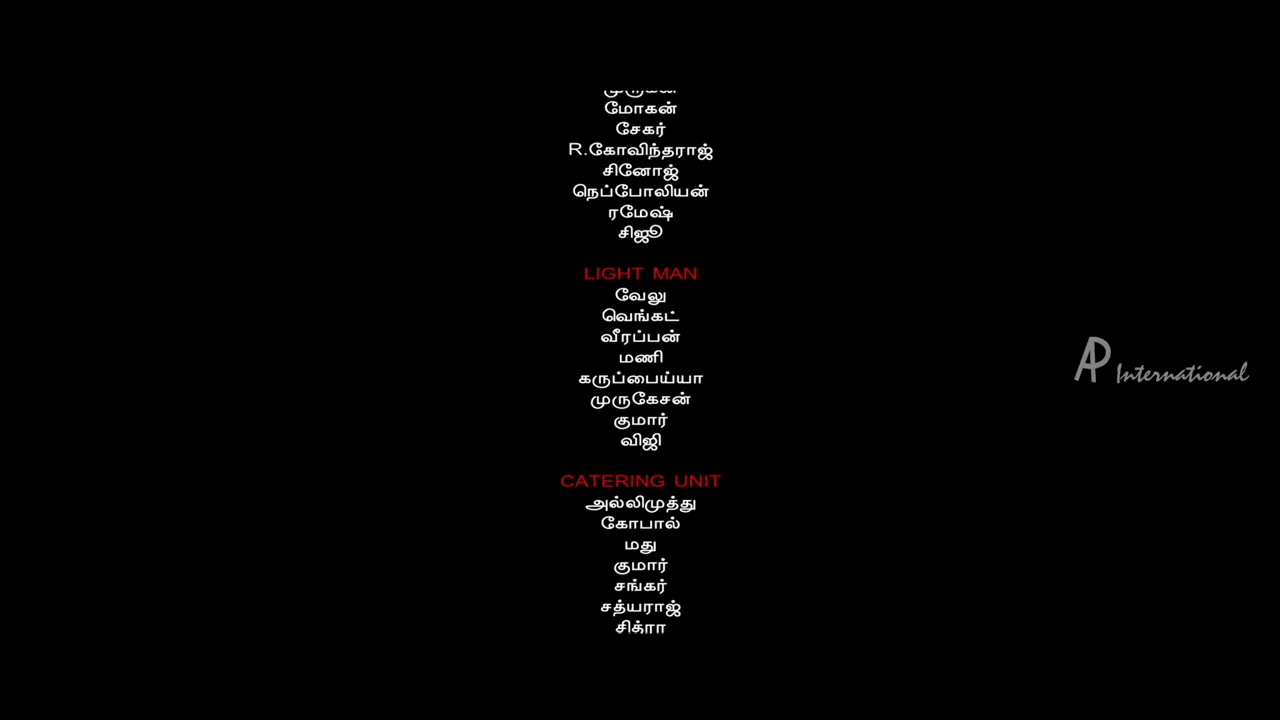 மோகன்
சேகர்
R.கோவிந்தராஜ்
சினோஜ்
நெப்போலியன்
ரமேஷ்
சிஜூ
LIGHT MAN
வேலு
வெங்கட்
வீரப்பன்
மணி
கருப்பைய்யா
முருகேசன்
குமார்
விஜி
CATERING UNIT
அல்லிமுத்து
கோபால்
மது
குமார்
சங்கர்
சத்யராஜ்
AP International